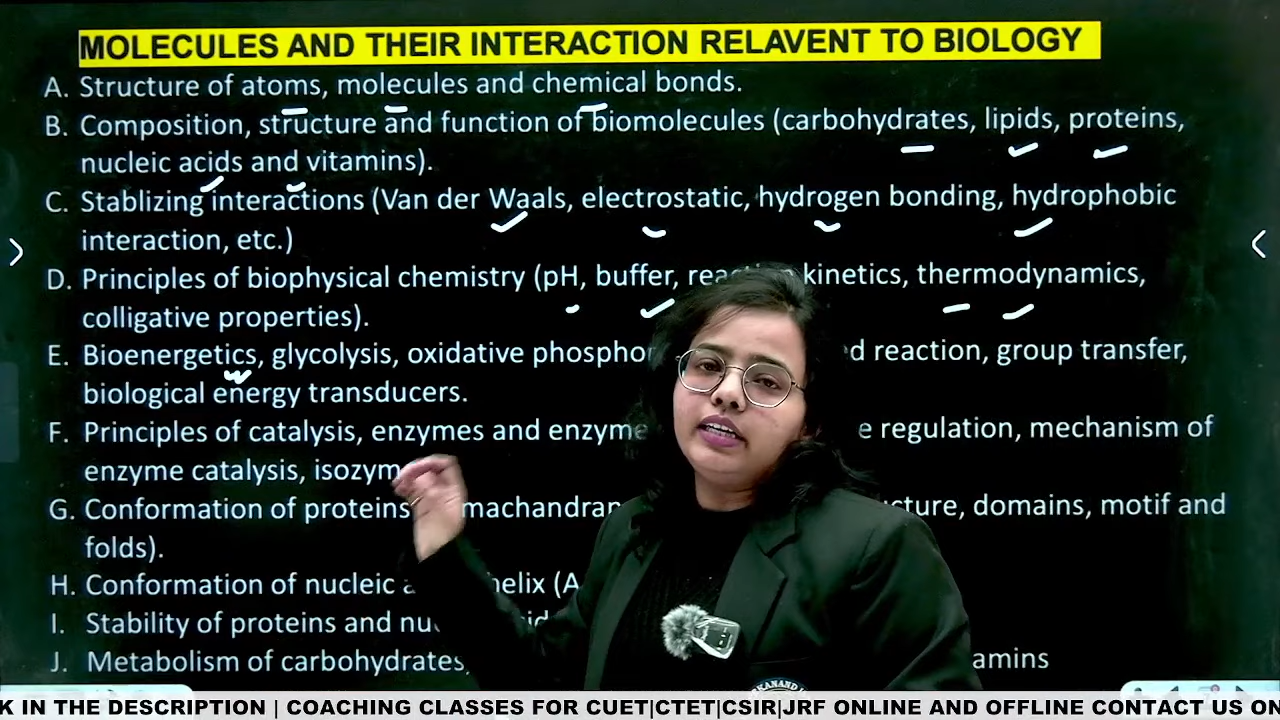 MOLECULES AND THEIR INTERACTION RELAVENT TO BIOLOGY
A. Structure of atoms, molecules and chemical bonds.
B. Composition, structure and function of biomolecules (carbohydrates, lipids, proteins,
nucleic acids and vitamins).
C. Stablizing interactions (Van der Waals, electrostatic, hydrogen bonding, hydrophobic
interaction, etc.)
D. Principles of biophysical chemistry (pH, buffer, reaction kinetics, thermodynamics,
colligative properties).
E. Bioenergetics, glycolysis, oxidative reaction, group transfer,
biological energy transducers.
F. Principles of catalysis, enzymes and regulation, mechanism of
enzyme catalysis,
G. Conformation of proteins domains, motif and
folds).
H. Conformation of nucleic helix (A
I. Stability of proteins and
J. Metabolism of carbohydrates,
K IN THE DESCRIPTION | COACHING CLASSES FOR CUET|CTET|CSIR|JRF ONLINE AND OFFLINE CONTACT US ON